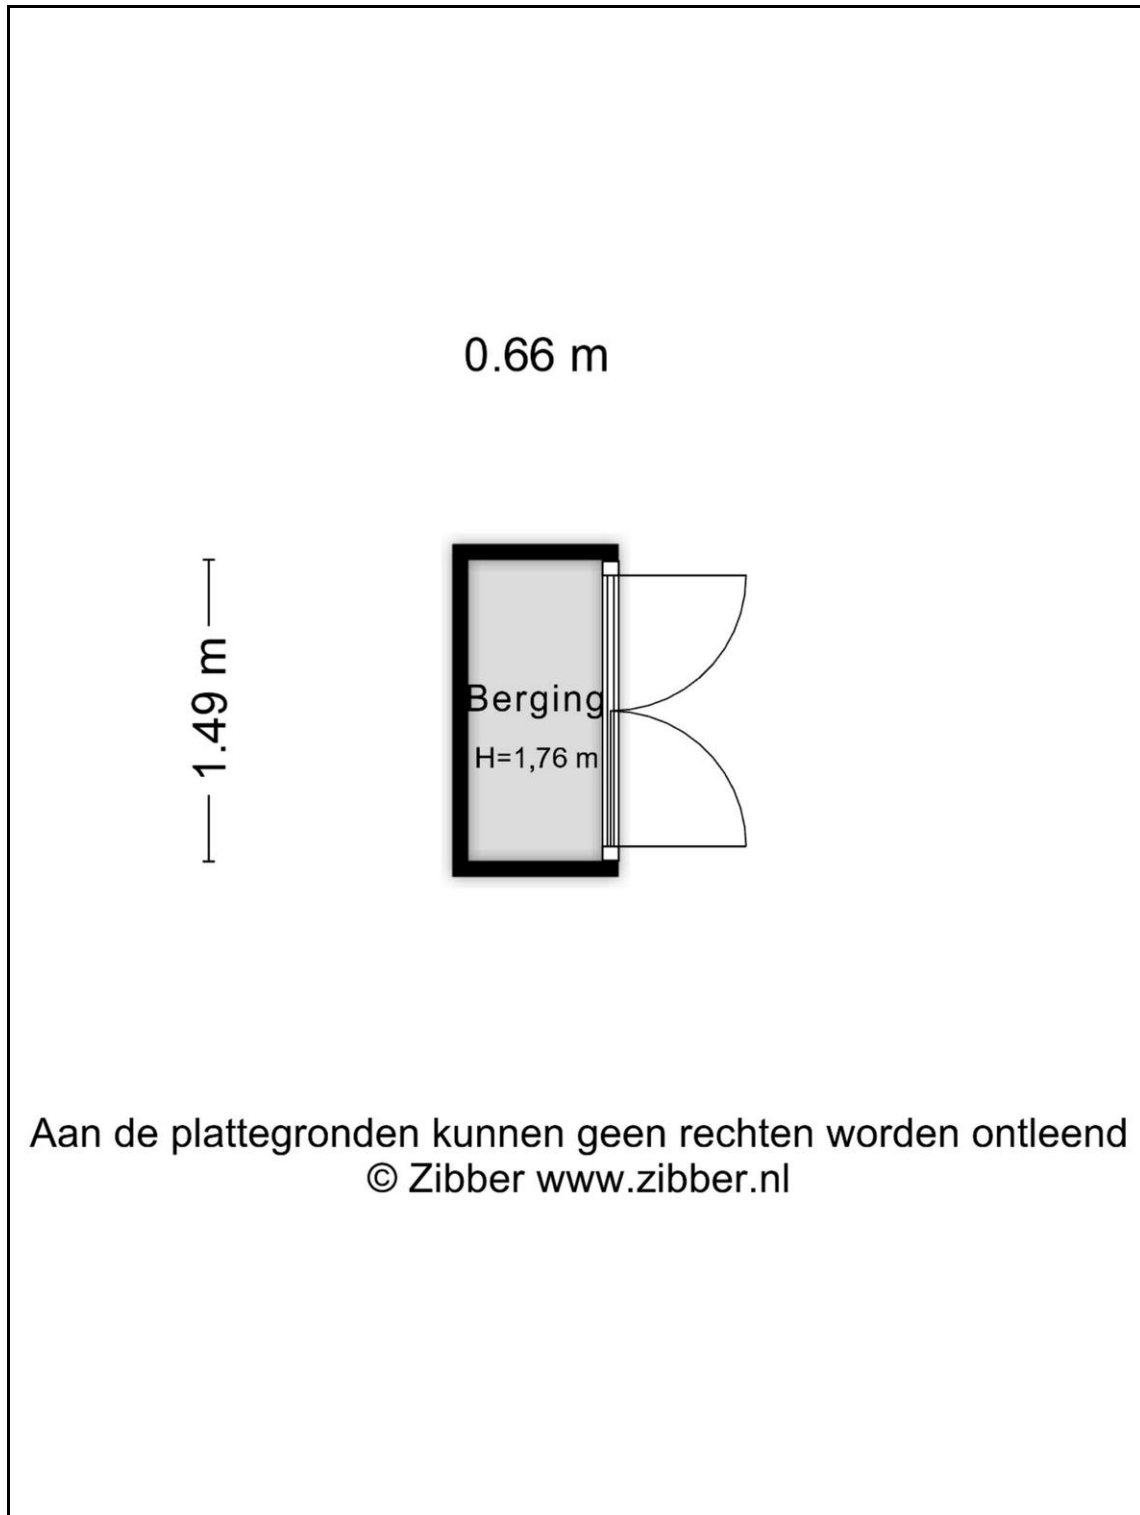 0.66 m
1.49 m
Berging
H=1,76 m
Aan de plattegronden kunnen geen rechten worden ontleend
© Zibber www.zibber.nl